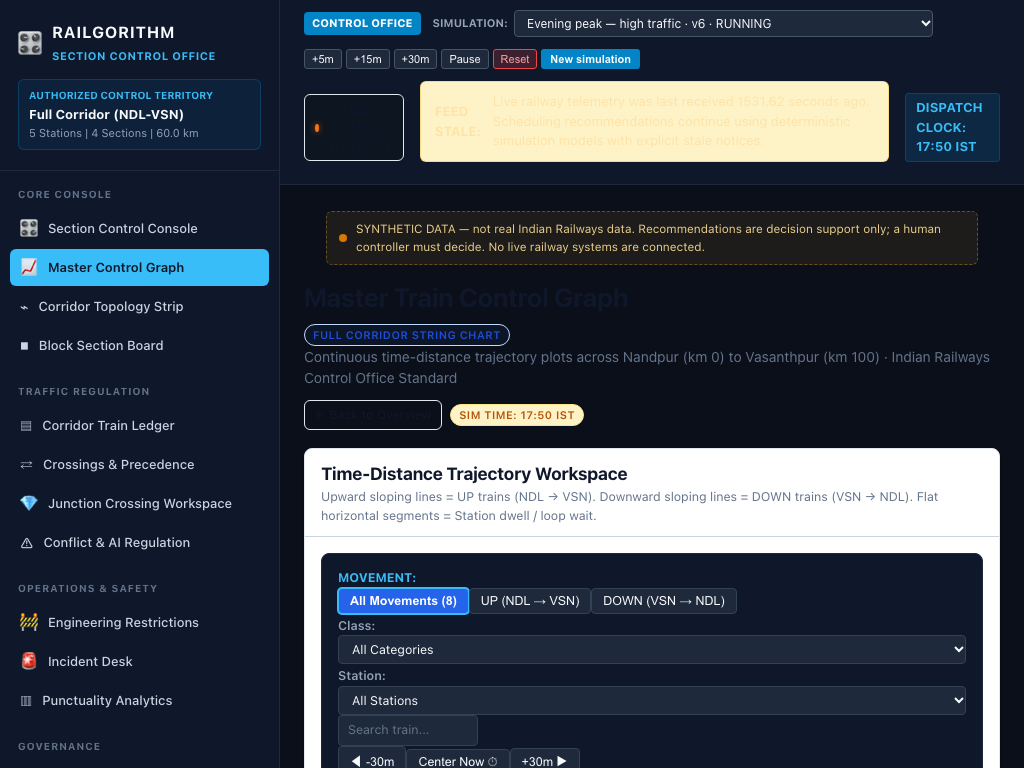 RAILGORITHM
SECTION CONTROL OFFICE
AUTHORIZED CONTROL TERRITORY
Full Corridor (NDL-VSN)
5 Stations | 4 Sections | 60.0 km
CORE CONSOLE
Section Control Console
Master Control Graph
Corridor Topology Strip
Block Section Board
TRAFFIC REGULATION
Corridor Train Ledger
Crossings & Precedence
Junction Crossing Workspace
Conflict & AI Regulation
OPERATIONS & SAFETY
Engineering Restrictions
Incident Desk
Punctuality Analytics
GOVERNANCE
CONTROL OFFICE
SIMULATION:
Evening peak — high traffic · v6 · RUNNING
+5m
+15m
+30m
Pause
Reset
New simulation
FEED
STALE:
Live railway telemetry was last received 1531.62 seconds ago.
Scheduling recommendations continue using deterministic
simulation models with explicit stale notices.
DISPATCH
CLOCK:
17:50 IST
SYNTHETIC DATA — not real Indian Railways data. Recommendations are decision support only; a human
controller must decide. No live railway systems are connected.
Master Train Control Graph
FULL CORRIDOR STRING CHART
Continuous time-distance trajectory plots across Nandpur (km 0) to Vasanthpur (km 100) · Indian Railways
Control Office Standard
← Back to Overview
SIM TIME: 17:50 IST
Time-Distance Trajectory Workspace
Upward sloping lines = UP trains (NDL → VSN). Downward sloping lines = DOWN trains (VSN → NDL). Flat
horizontal segments = Station dwell / loop wait.
MOVEMENT:
All Movements (8)
UP (NDL → VSN)
DOWN (VSN → NDL)
Class:
All Categories
Station:
All Stations
Search train...
◀ -30m
Center Now ⏱
+30m ▶